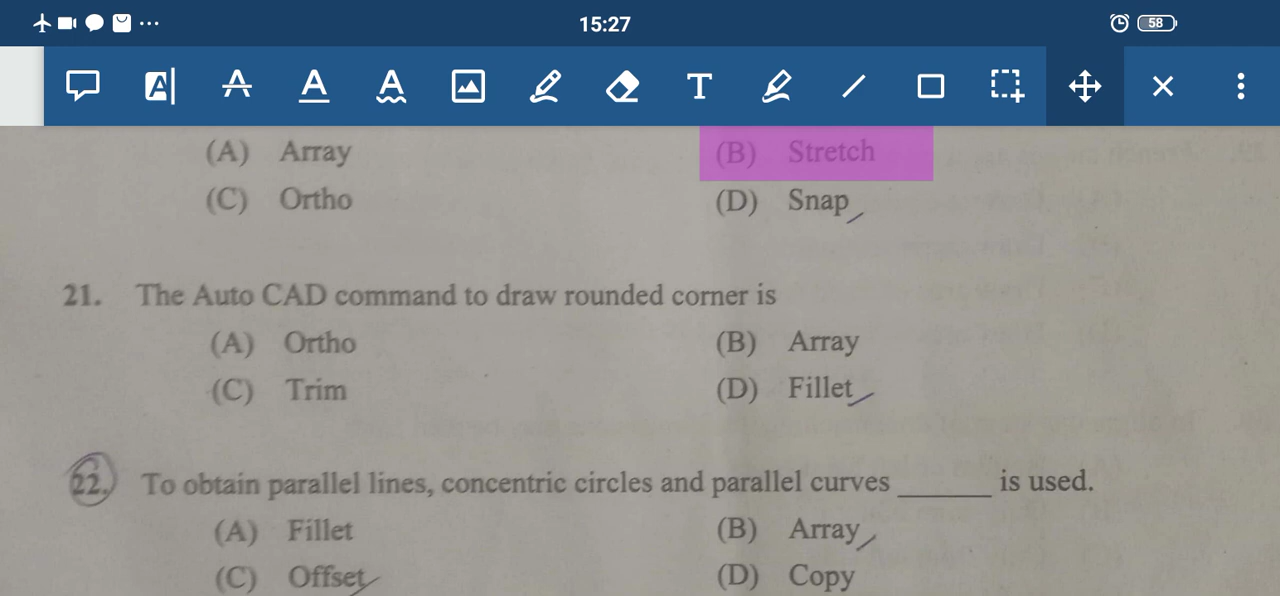 15:27
58
A
A
A
A
T
(A) Array
(B) Stretch
(C) Ortho
(D) Snap
21. The Auto CAD command to draw rounded corner is
(A) Ortho
(B) Array
(C) Trim
(D) Fillet
22. To obtain parallel lines, concentric circles and parallel curves ______ is used.
(A) Fillet
(B) Array
(C) Offset
(D) Copy